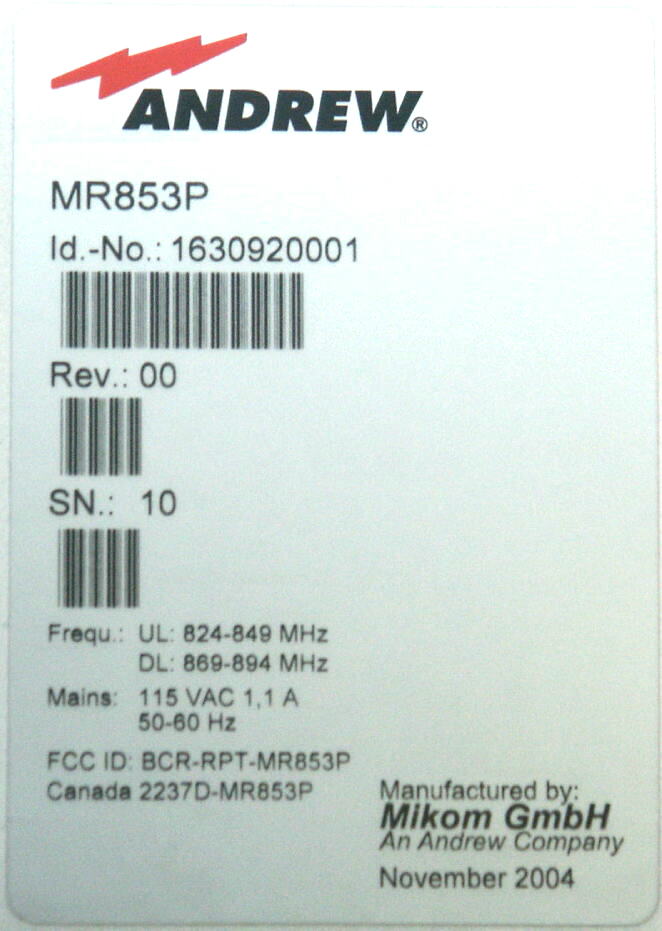 ANDREW®
MR853P
Id.-No.: 1630920001
Rev.: 00
SN.: 10
Frequ.: UL: 824-849 MHz
DL: 869-894 MHz
Mains: 115 VAC 1,1 A
50-60 Hz
FCC ID: BCR-RPT-MR853P
Canada 2237D-MR853P
Manufactured by:
Mikom GmbH
An Andrew Company
November 2004